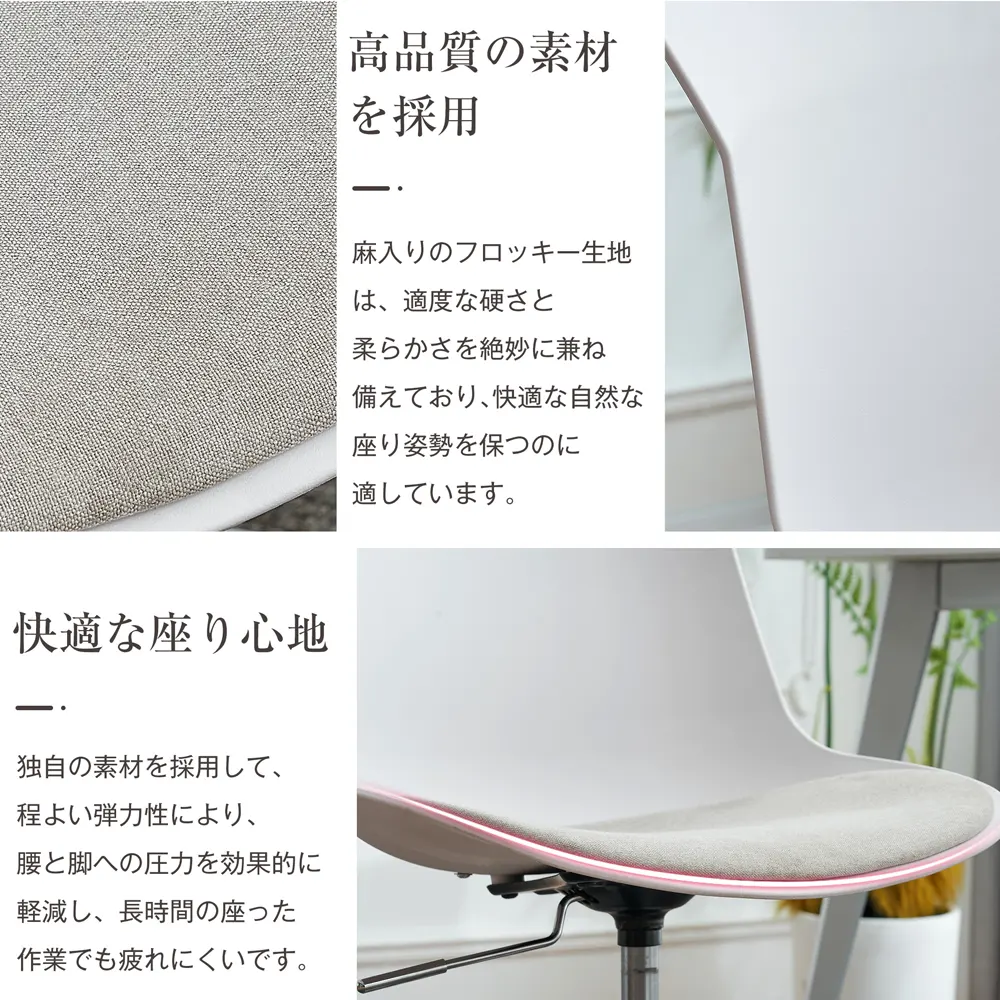 高品質の素材
を採用
麻入りのフロッキー生地
は、適度な硬さと
柔らかさを絶妙に兼ね
備えており、快適な自然な
座り姿勢を保つのに
適しています。
快適な座り心地
独自の素材を採用して、
程よい弾力性により、
腰と脚への圧力を効果的に
軽減し、長時間の座った
作業でも疲れにくいです。